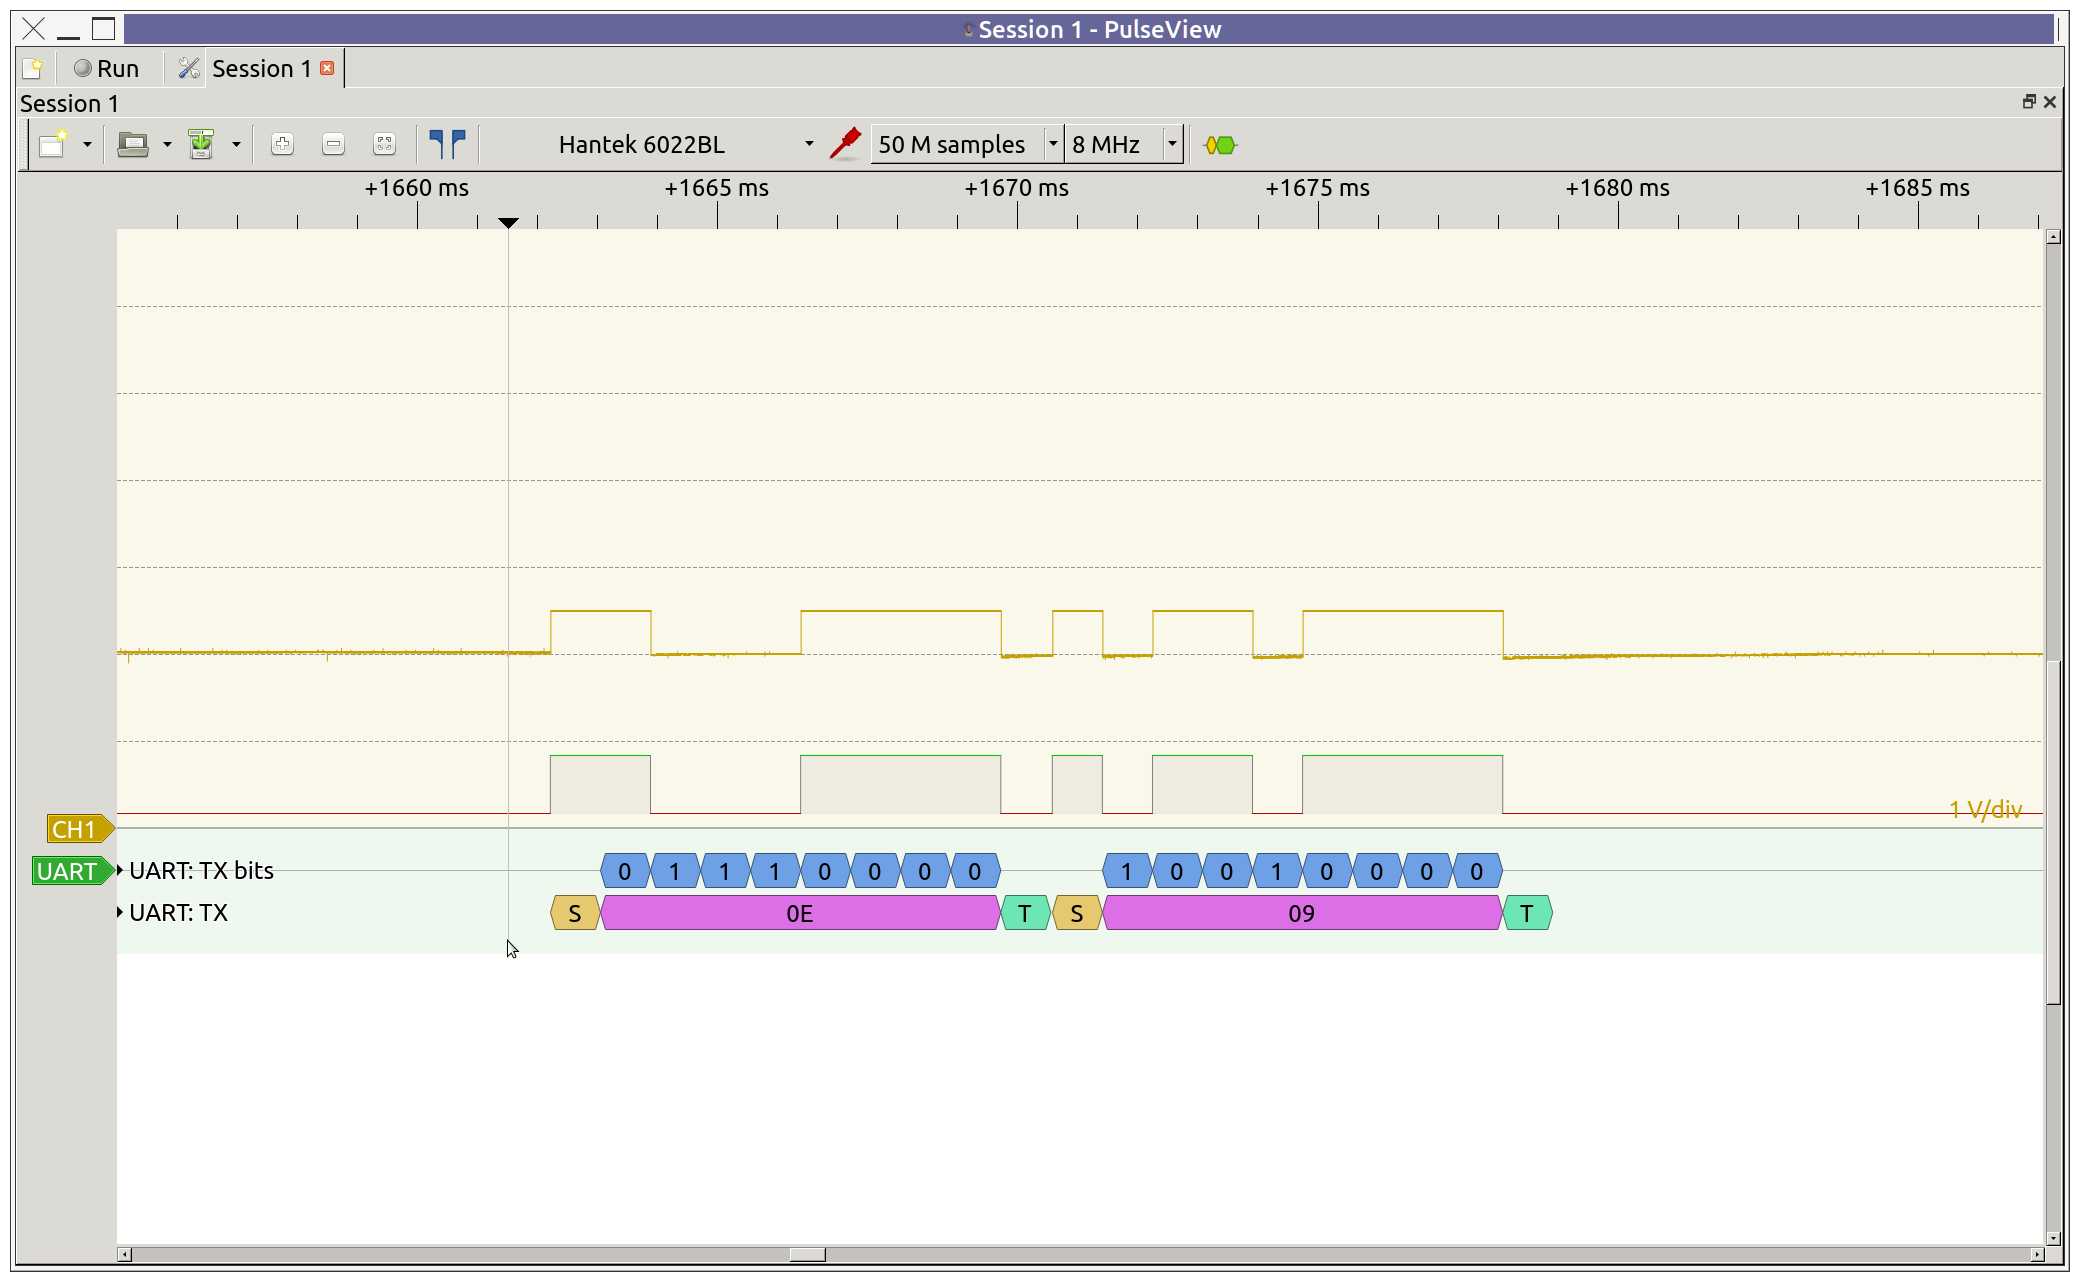 Session 1 - PulseView
Run
Session 1
Session 1
Hantek 6022BL
50 M samples
8 MHz
+1660 ms +1665 ms +1670 ms +1675 ms +1680 ms +1685 ms
1 V/div
CH1
UART
UART: TX bits
0 1 1 1 0 0 0 0 1 0 0 1 0 0 0 0
UART: TX
S 0E T S 09 T